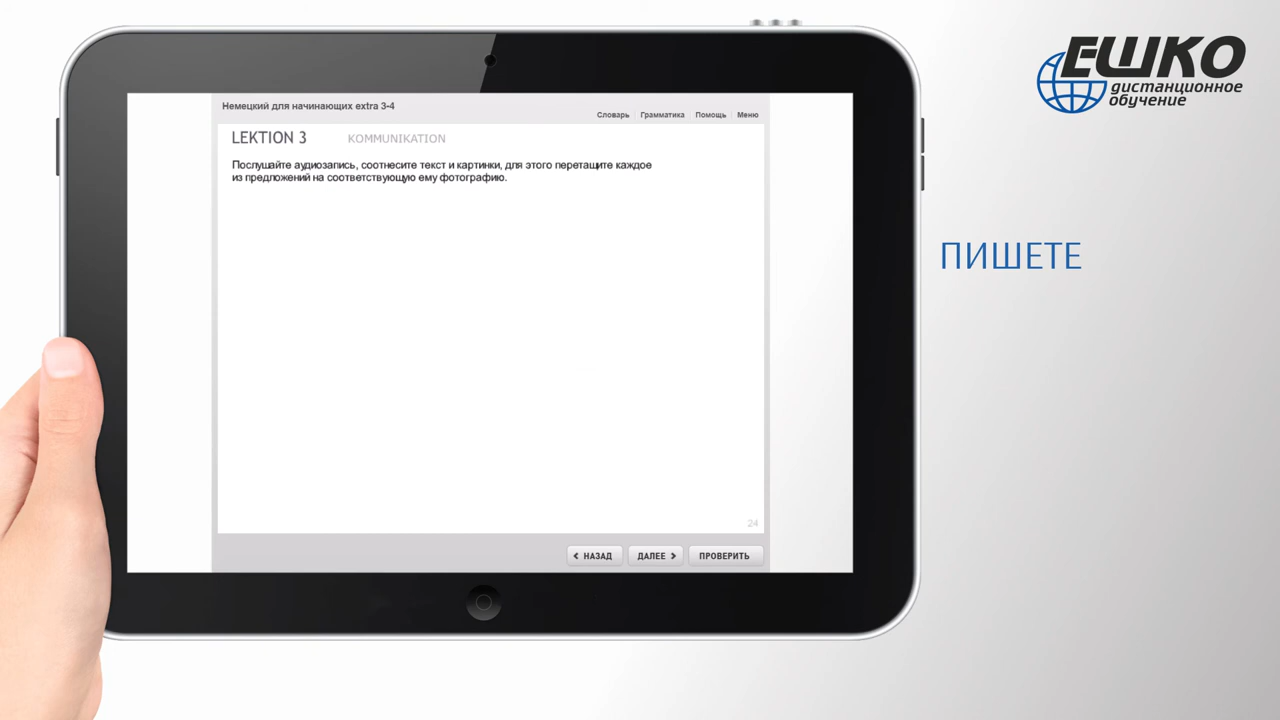 ЕШКО
дистанционное
обучение
Немецкий для начинающих extra 3-4
Словарь Грамматика Помощь Меню
LEKTION 3 KOMMUNIKATION
Послушайте аудиозапись, соотнесите текст и картинки, для этого перетащите каждое
из предложений на соответствующую ему фотографию.
ПИШЕТЕ
24
НАЗАД ДАЛЕЕ ПРОВЕРИТЬ